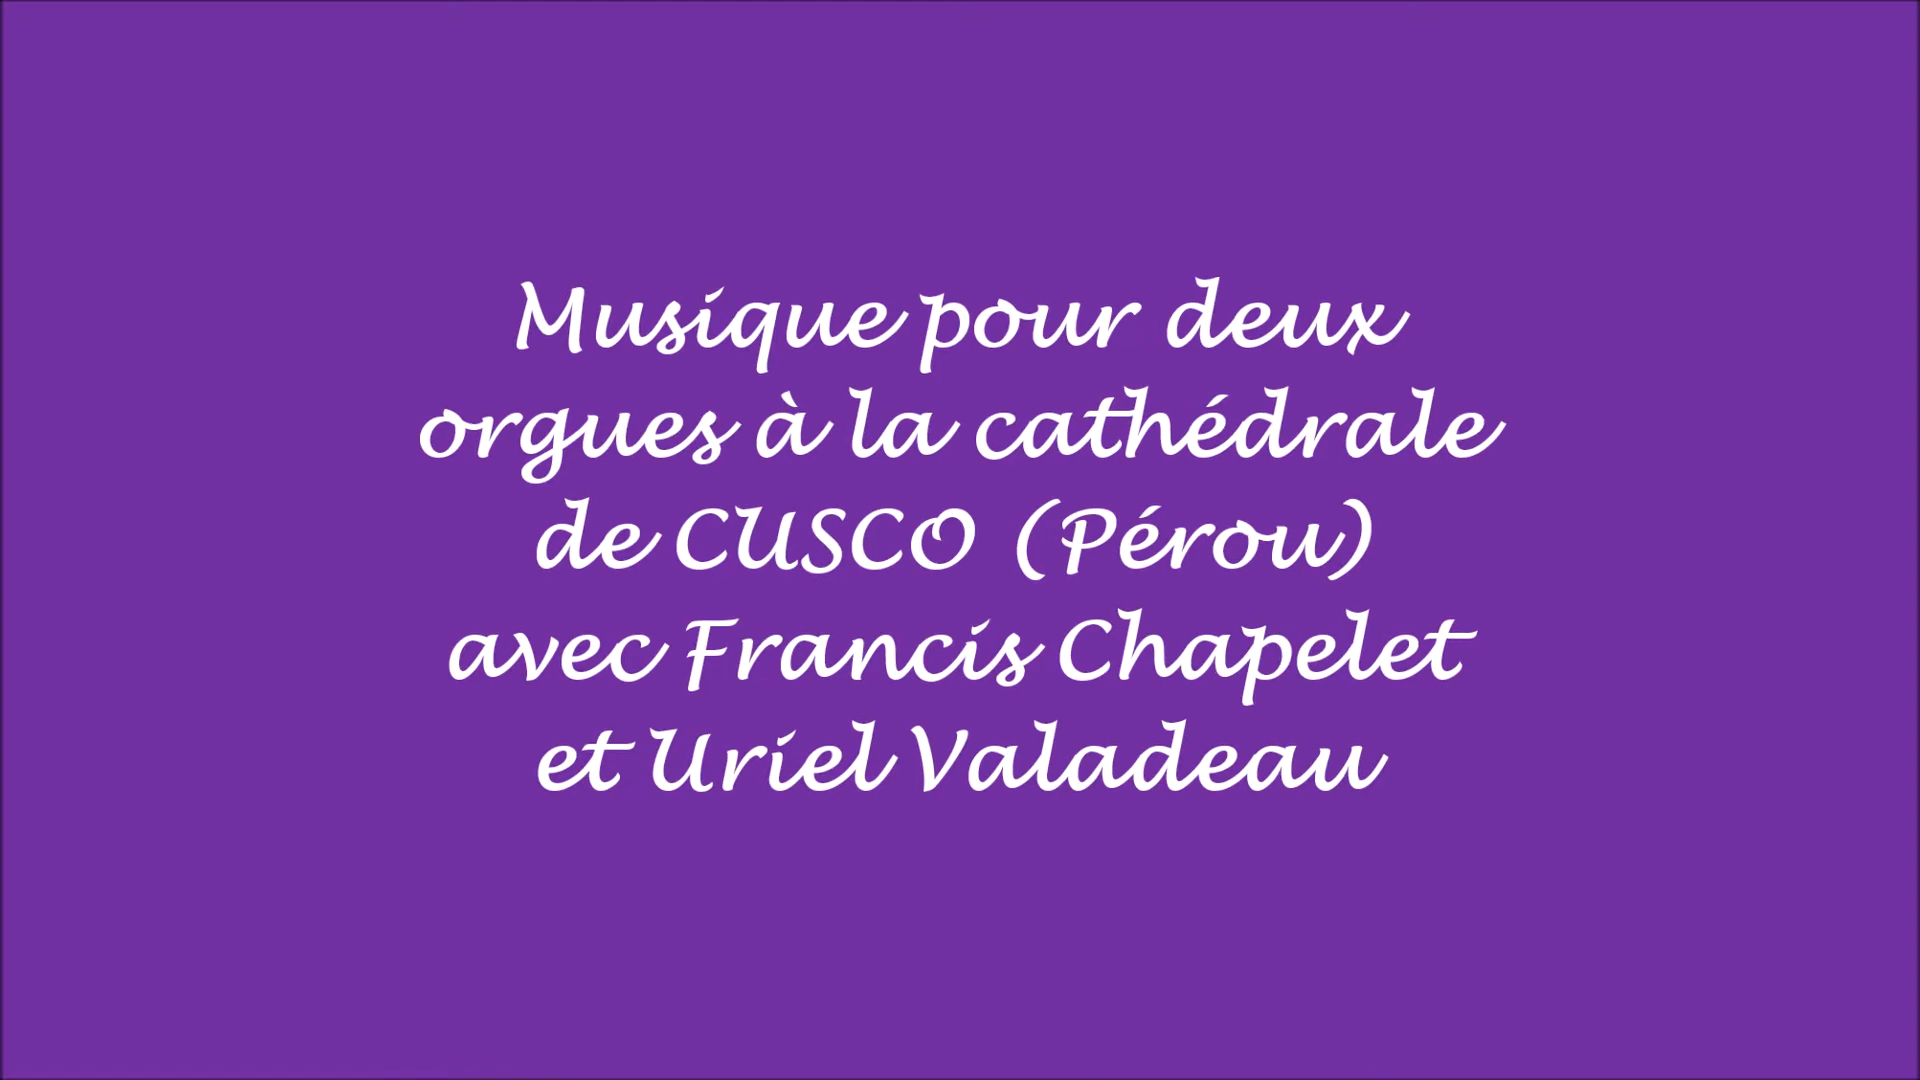 Musique pour deux
orgues à la cathédrale
de CUSCO (Pérou)
avec Francis Chapelet
et Uriel Valadeau